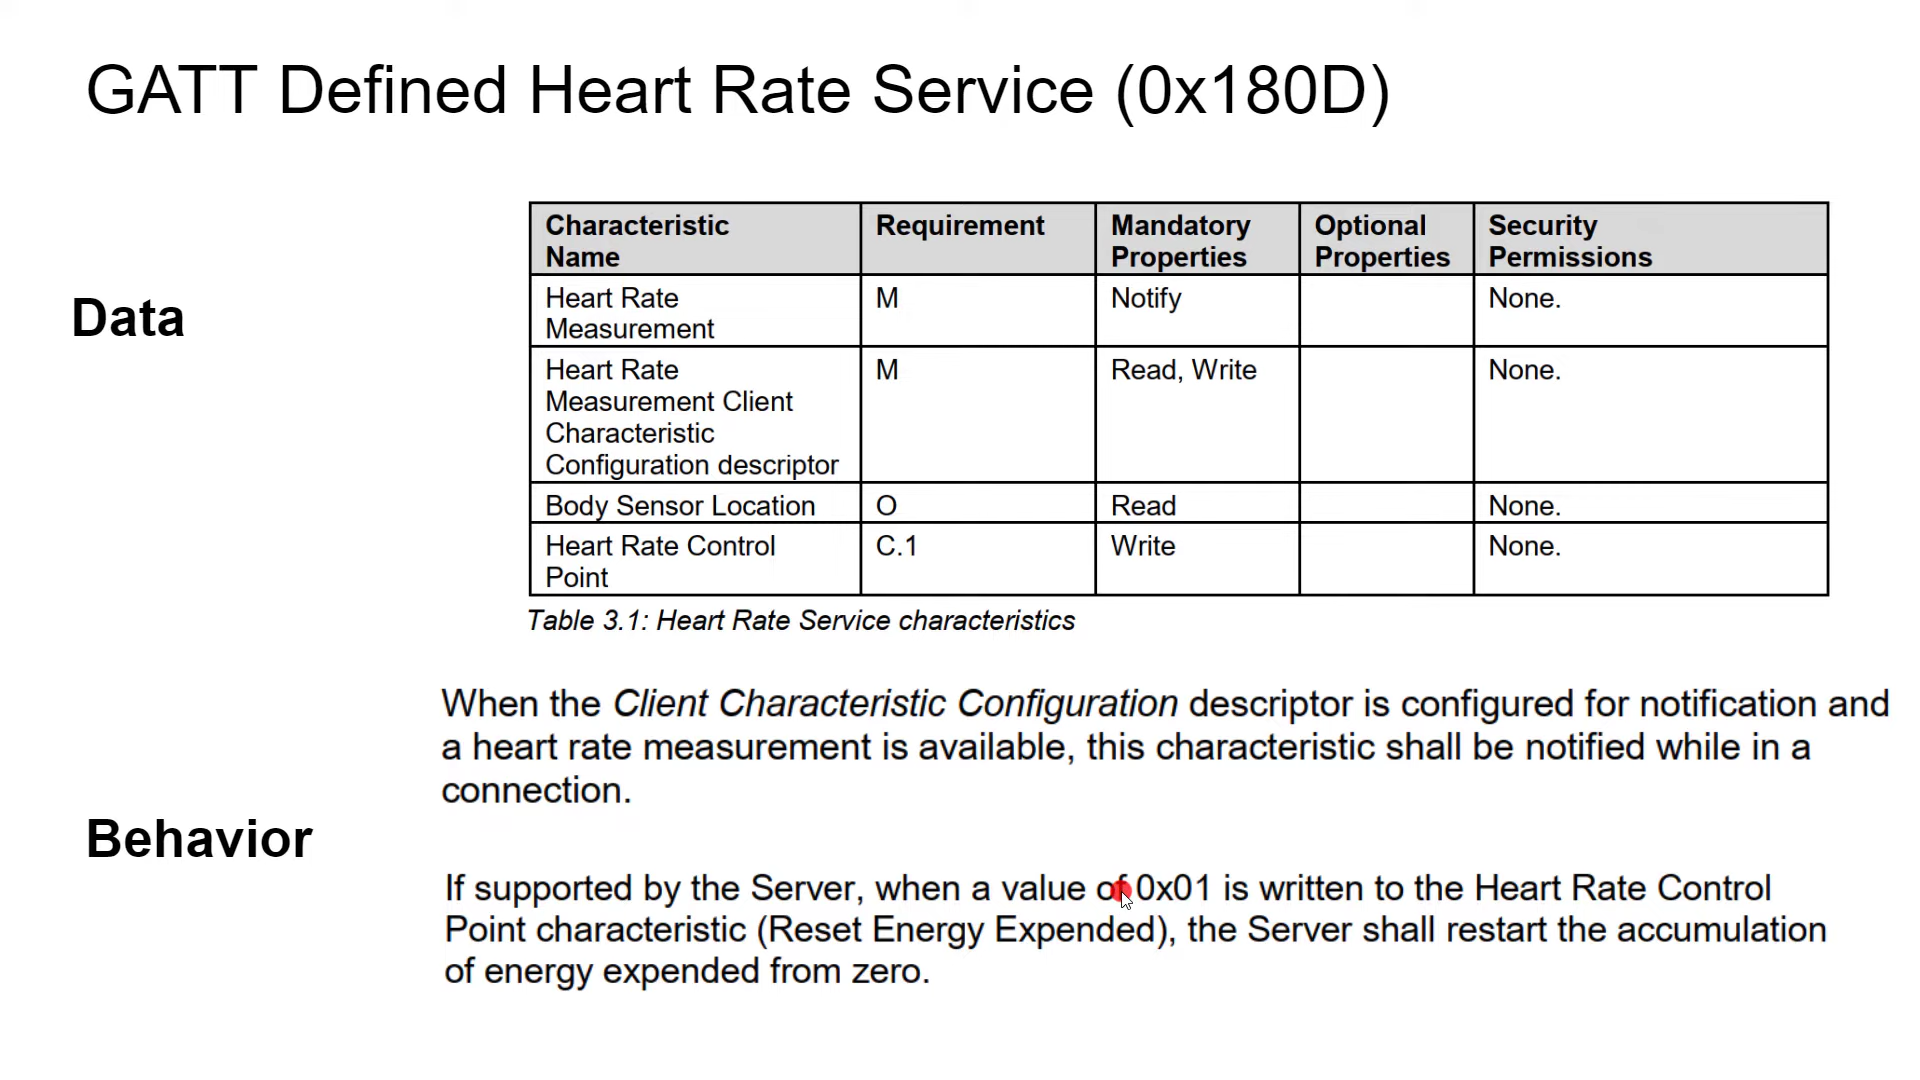 GATT Defined Heart Rate Service (0x180D)
Data
Characteristic Name Requirement Mandatory Properties Optional Properties Security Permissions
Heart Rate Measurement M Notify None.
Heart Rate Measurement Client Characteristic Configuration descriptor M Read, Write None.
Body Sensor Location O Read None.
Heart Rate Control Point C.1 Write None.
Table 3.1: Heart Rate Service characteristics
Behavior
When the Client Characteristic Configuration descriptor is configured for notification and
a heart rate measurement is available, this characteristic shall be notified while in a
connection.
If supported by the Server, when a value of 0x01 is written to the Heart Rate Control
Point characteristic (Reset Energy Expended), the Server shall restart the accumulation
of energy expended from zero.